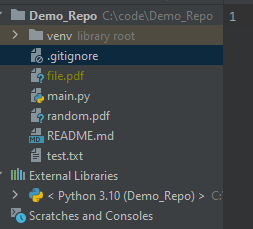 Demo_Repo C:\code\Demo_Repo 1
venv library root
.gitignore
file.pdf
main.py
random.pdf
README.md
test.txt
External Libraries
< Python 3.10 (Demo_Repo) > C:
Scratches and Consoles